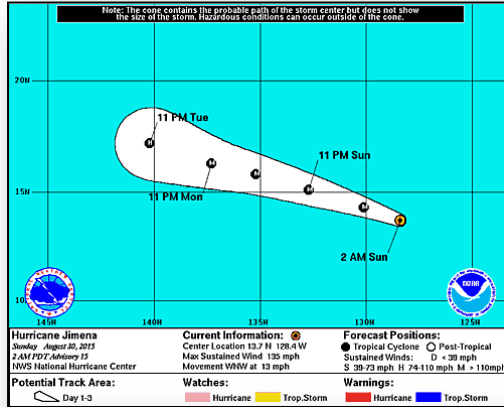 Note: The cone contains the probable path of the storm center but does not show
the size of the storm. Hazardous conditions can occur outside of the cone.
20N
11 PM Tue
H
11 PM Sun
M
M
M
M
11 PM Mon
15N
2 AM Sun
10N
NOAA
145W
140W
135W
130W
125W
Hurricane Jimena
Sunday August 30, 2015
2 AM PDT Advisory 15
NWS National Hurricane Center
Current Information:
Center Location 13.7 N 128.4 W
Max Sustained Wind 135 mph
Movement WNW at 13 mph
Forecast Positions:
Tropical Cyclone Post-Tropical
Sustained Winds: D < 39 mph
S 39-73 mph H 74-110 mph M > 110mph
Potential Track Area:
Day 1-3
Watches:
Hurricane Trop.Storm
Warnings:
Hurricane Trop.Storm